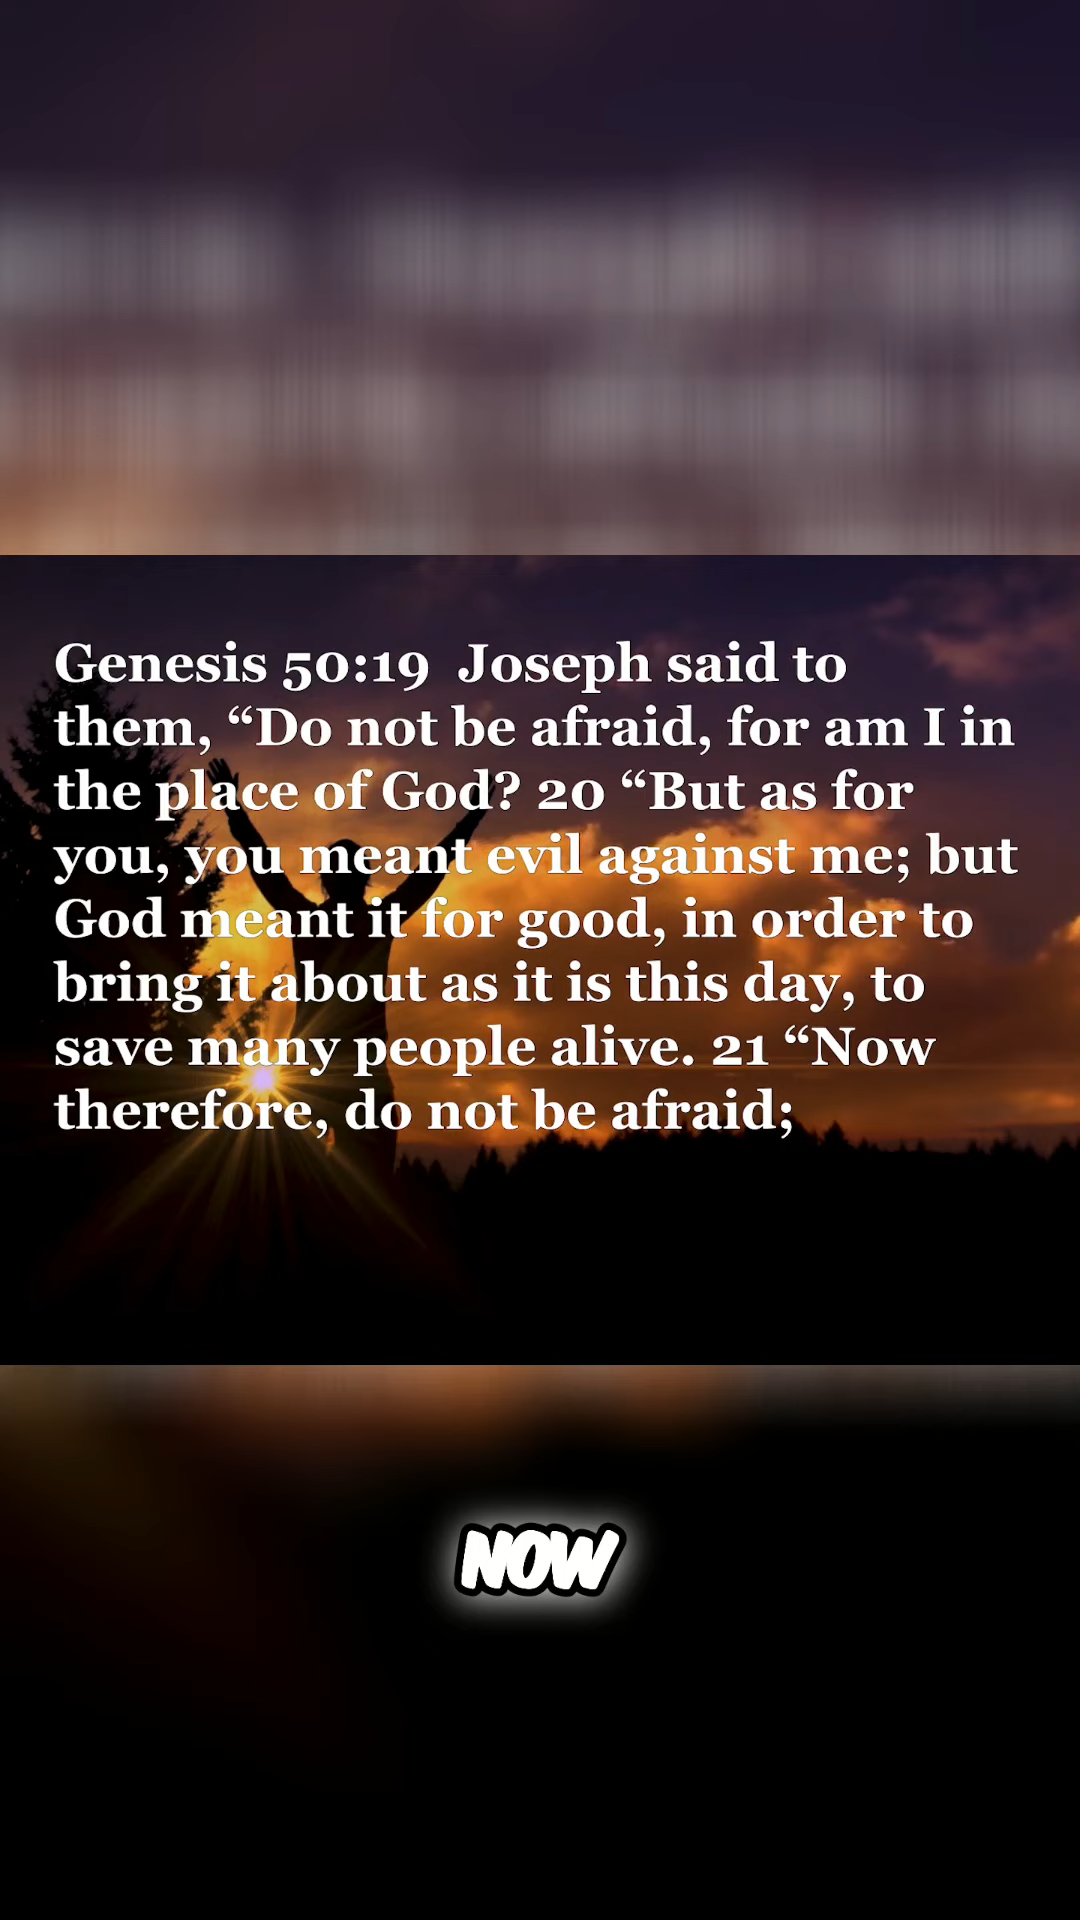 Genesis 50:19  Joseph said to
them, “Do not be afraid, for am I in
the place of God? 20 “But as for
you, you meant evil against me; but
God meant it for good, in order to
bring it about as it is this day, to
save many people alive. 21 “Now
therefore, do not be afraid;
NOW